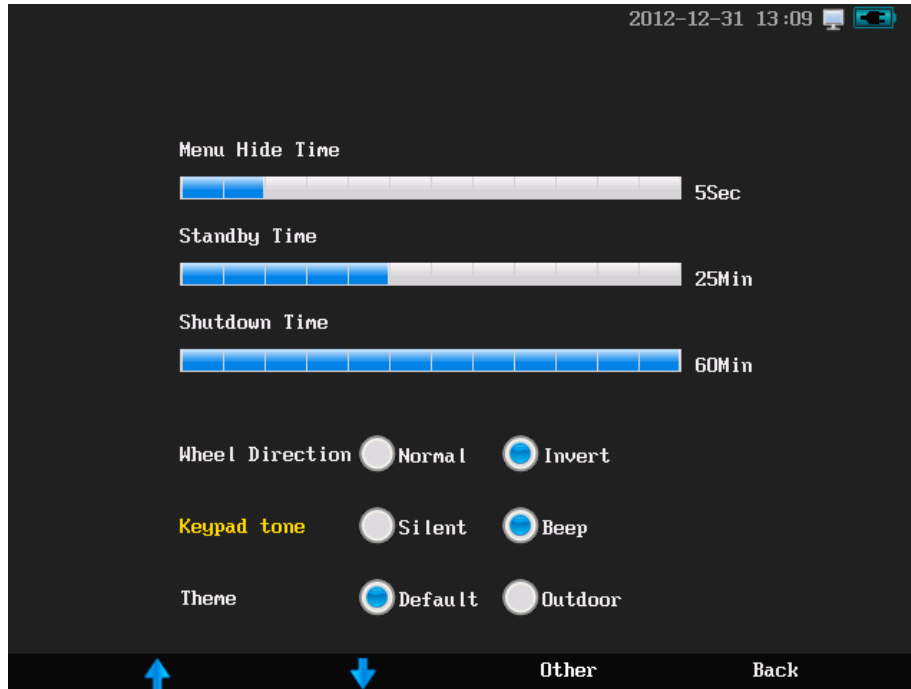 2012-12-31 13:09
Menu Hide Time
5Sec
Standby Time
25Min
Shutdown Time
60Min
Wheel Direction Normal Invert
Keypad tone Silent Beep
Theme Default Outdoor
Other Back